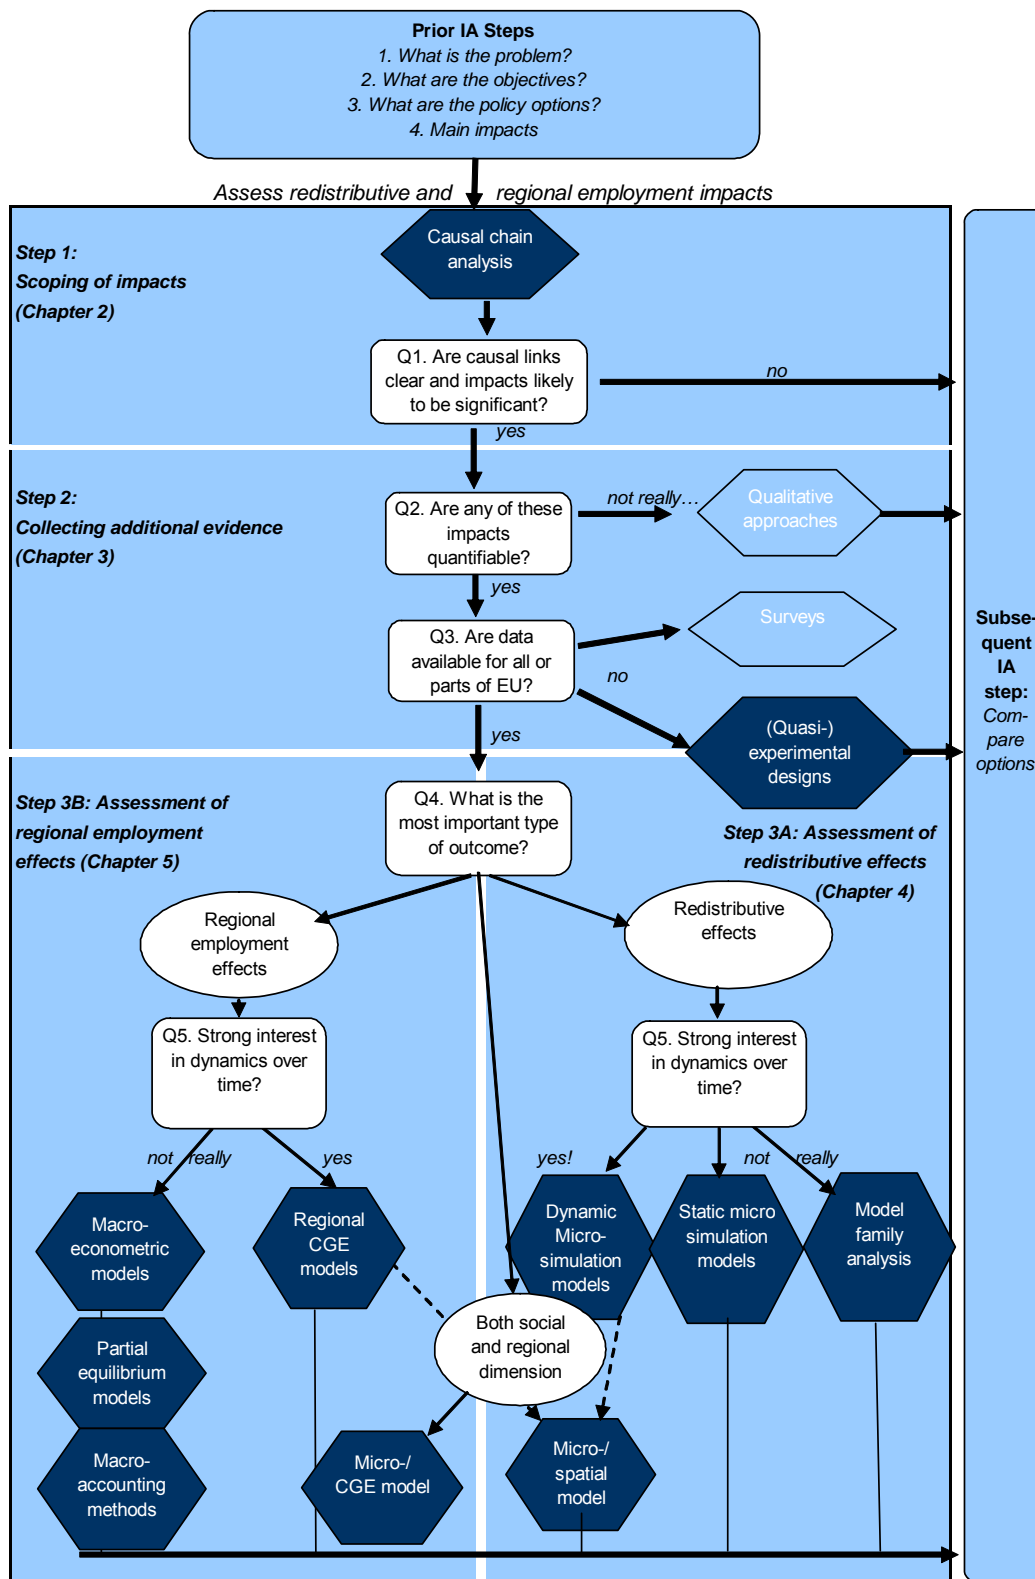 Prior IA Steps
1. What is the problem?
2. What are the objectives?
3. What are the policy options?
4. Main impacts
Assess redistributive and regional employment impacts
Step 1:
Scoping of impacts
(Chapter 2)
Causal chain
analysis
Q1. Are causal links
clear and impacts likely
to be significant?
no
yes
Step 2:
Collecting additional evidence
(Chapter 3)
Q2. Are any of these
impacts
quantifiable?
not really…
Qualitative
approaches
yes
Q3. Are data
available for all or
parts of EU?
Surveys
no
(Quasi-)
experimental
designs
yes
Subse-
quent
IA
step:
Com-
pare
options
Step 3B: Assessment of
regional employment
effects (Chapter 5)
Q4. What is the
most important type
of outcome?
Step 3A: Assessment of
redistributive effects
(Chapter 4)
Regional
employment
effects
Redistributive
effects
Q5. Strong interest
in dynamics over
time?
Q5. Strong interest
in dynamics over
time?
not really
yes
yes!
not really
Macro-
econometric
models
Regional
CGE
models
Dynamic
Micro-
simulation
models
Static micro
simulation
models
Model
family
analysis
Both social
and regional
dimension
Partial
equilibrium
models
Macro-
accounting
methods
Micro-/
CGE model
Micro-/
spatial
model